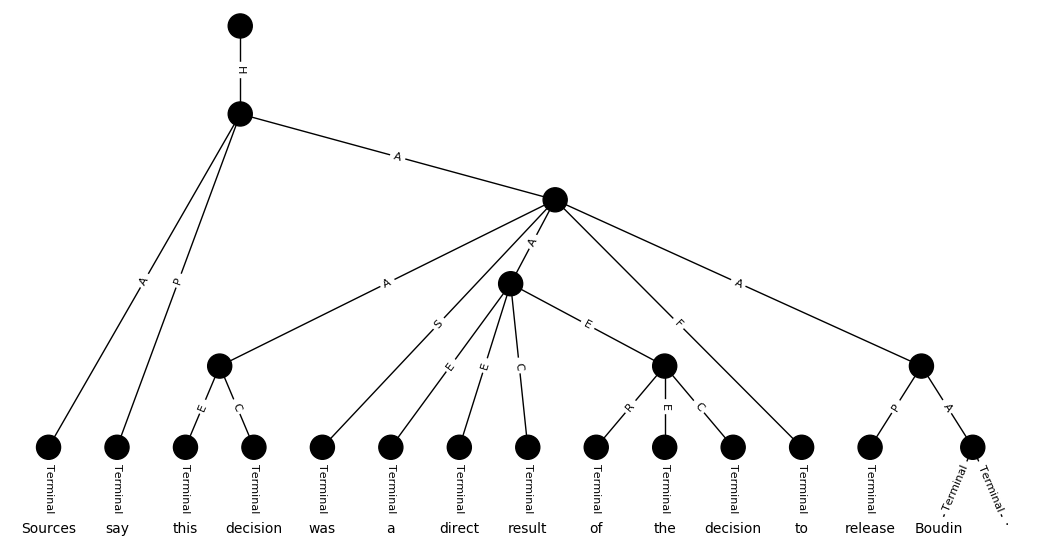 H
A
A P A
A S E F A
E C E E C R E C P A
Terminal Terminal Terminal Terminal Terminal Terminal Terminal Terminal Terminal Terminal Terminal Terminal Terminal Terminal Terminal
Sources say this decision was a direct result of the decision to release Boudin .